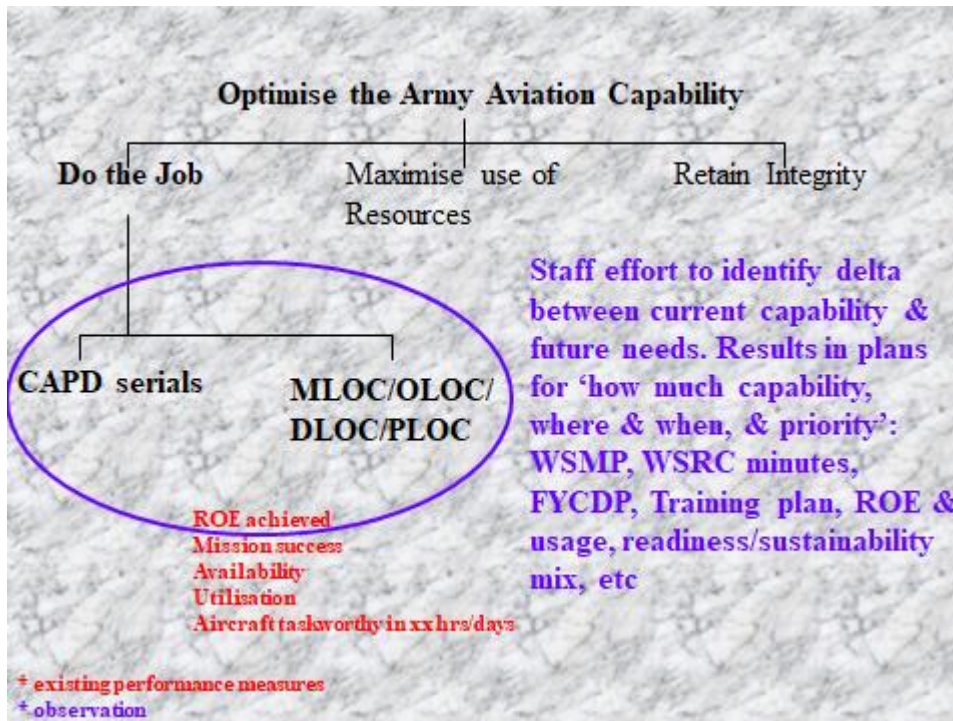 Optimise the Army Aviation Capability
Do the Job
Maximise use of
Resources
Retain Integrity
CAPD serials
MLOC/OLOC/
DLOC/PLOC
Staff effort to identify delta
between current capability &
future needs. Results in plans
for ‘how much capability,
where & when, & priority’:
WSMP, WSRC minutes,
FYCDP, Training plan, ROE &
usage, readiness/sustainability
mix, etc
ROE achieved
Mission success
Availability
Utilisation
Aircraft taskworthy in xx hrs/days
* existing performance measures
* observation